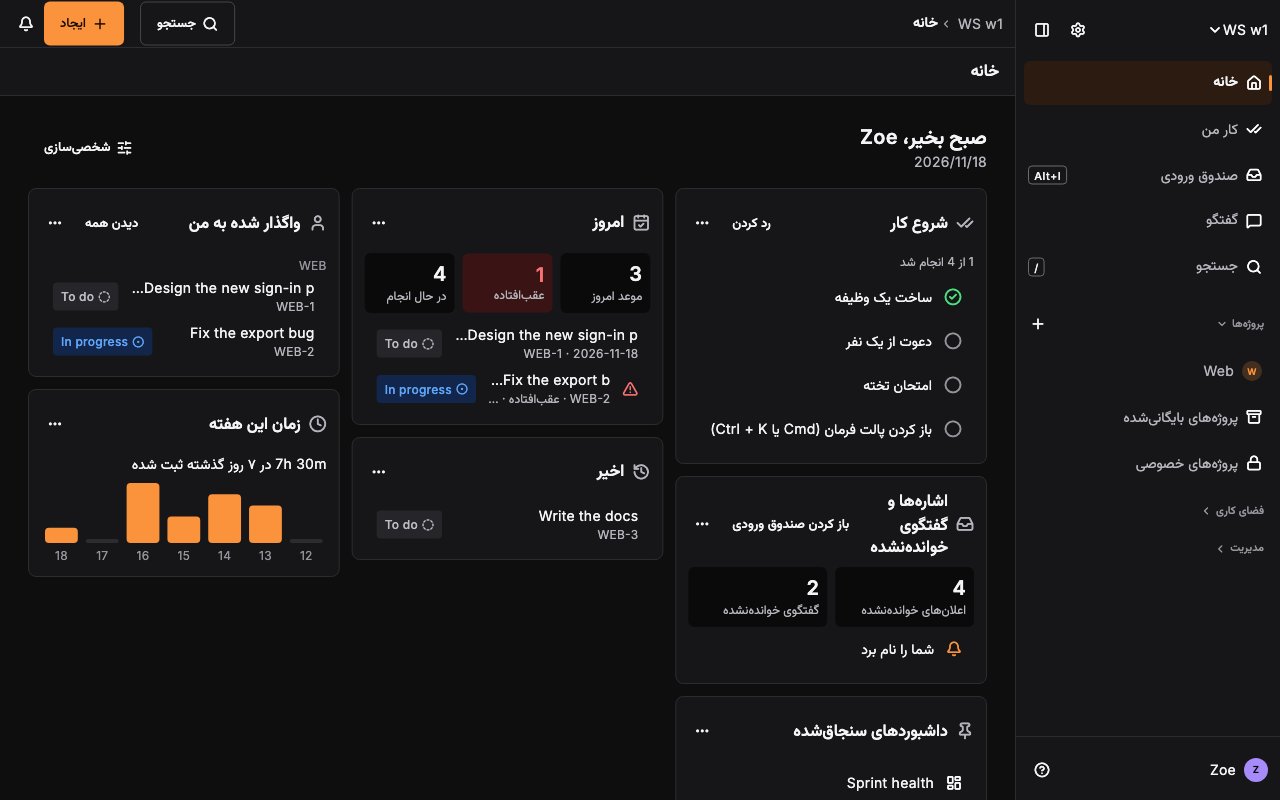 WS w1
خانه
کار من
صندوق ورودی
Alt+I
گفتگو
جستجو
/
پروژه‌ها
W
Web
پروژه‌های بایگانی‌شده
پروژه‌های خصوصی
فضای کاری
مدیریت
Z
Zoe
WS w1 › خانه
جستجو
ایجاد
خانه
صبح بخیر، Zoe
2026/11/18
شخصی‌سازی
شروع کار
رد کردن
1 از 4 انجام شد
ساخت یک وظیفه
دعوت از یک نفر
امتحان تخته
باز کردن پالت فرمان (Cmd یا Ctrl + K)
اشاره‌ها و گفتگوی خوانده‌نشده
باز کردن صندوق ورودی
4
اعلان‌های خوانده‌نشده
2
گفتگوی خوانده‌نشده
شما را نام برد
داشبوردهای سنجاق‌شده
Sprint health
امروز
3
موعد امروز
1
عقب‌افتاده
4
در حال انجام
Design the new sign-in p...
WEB-1 · 2026-11-18
To do
Fix the export b...
WEB-2 · عقب‌افتاده · ...
In progress
اخیر
Write the docs
WEB-3
To do
واگذار شده به من
دیدن همه
WEB
Design the new sign-in p...
WEB-1
To do
Fix the export bug
WEB-2
In progress
زمان این هفته
7h 30m در ۷ روز گذشته ثبت شده
12
13
14
15
16
17
18